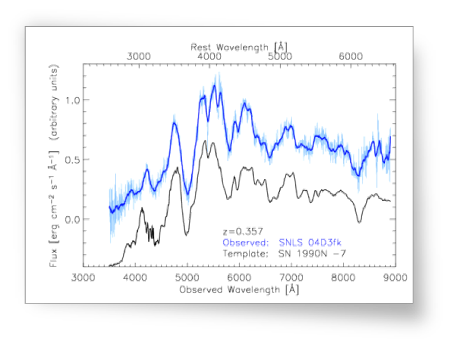 Rest Wavelength [Å]
3000 4000 5000 6000
Flux [erg cm−2 s−1 Å−1] (arbitrary units)
1.0
0.5
0.0
z=0.357
Observed: SNLS 04D3fk
Template: SN 1990N −7
3000 4000 5000 6000 7000 8000 9000
Observed Wavelength [Å]